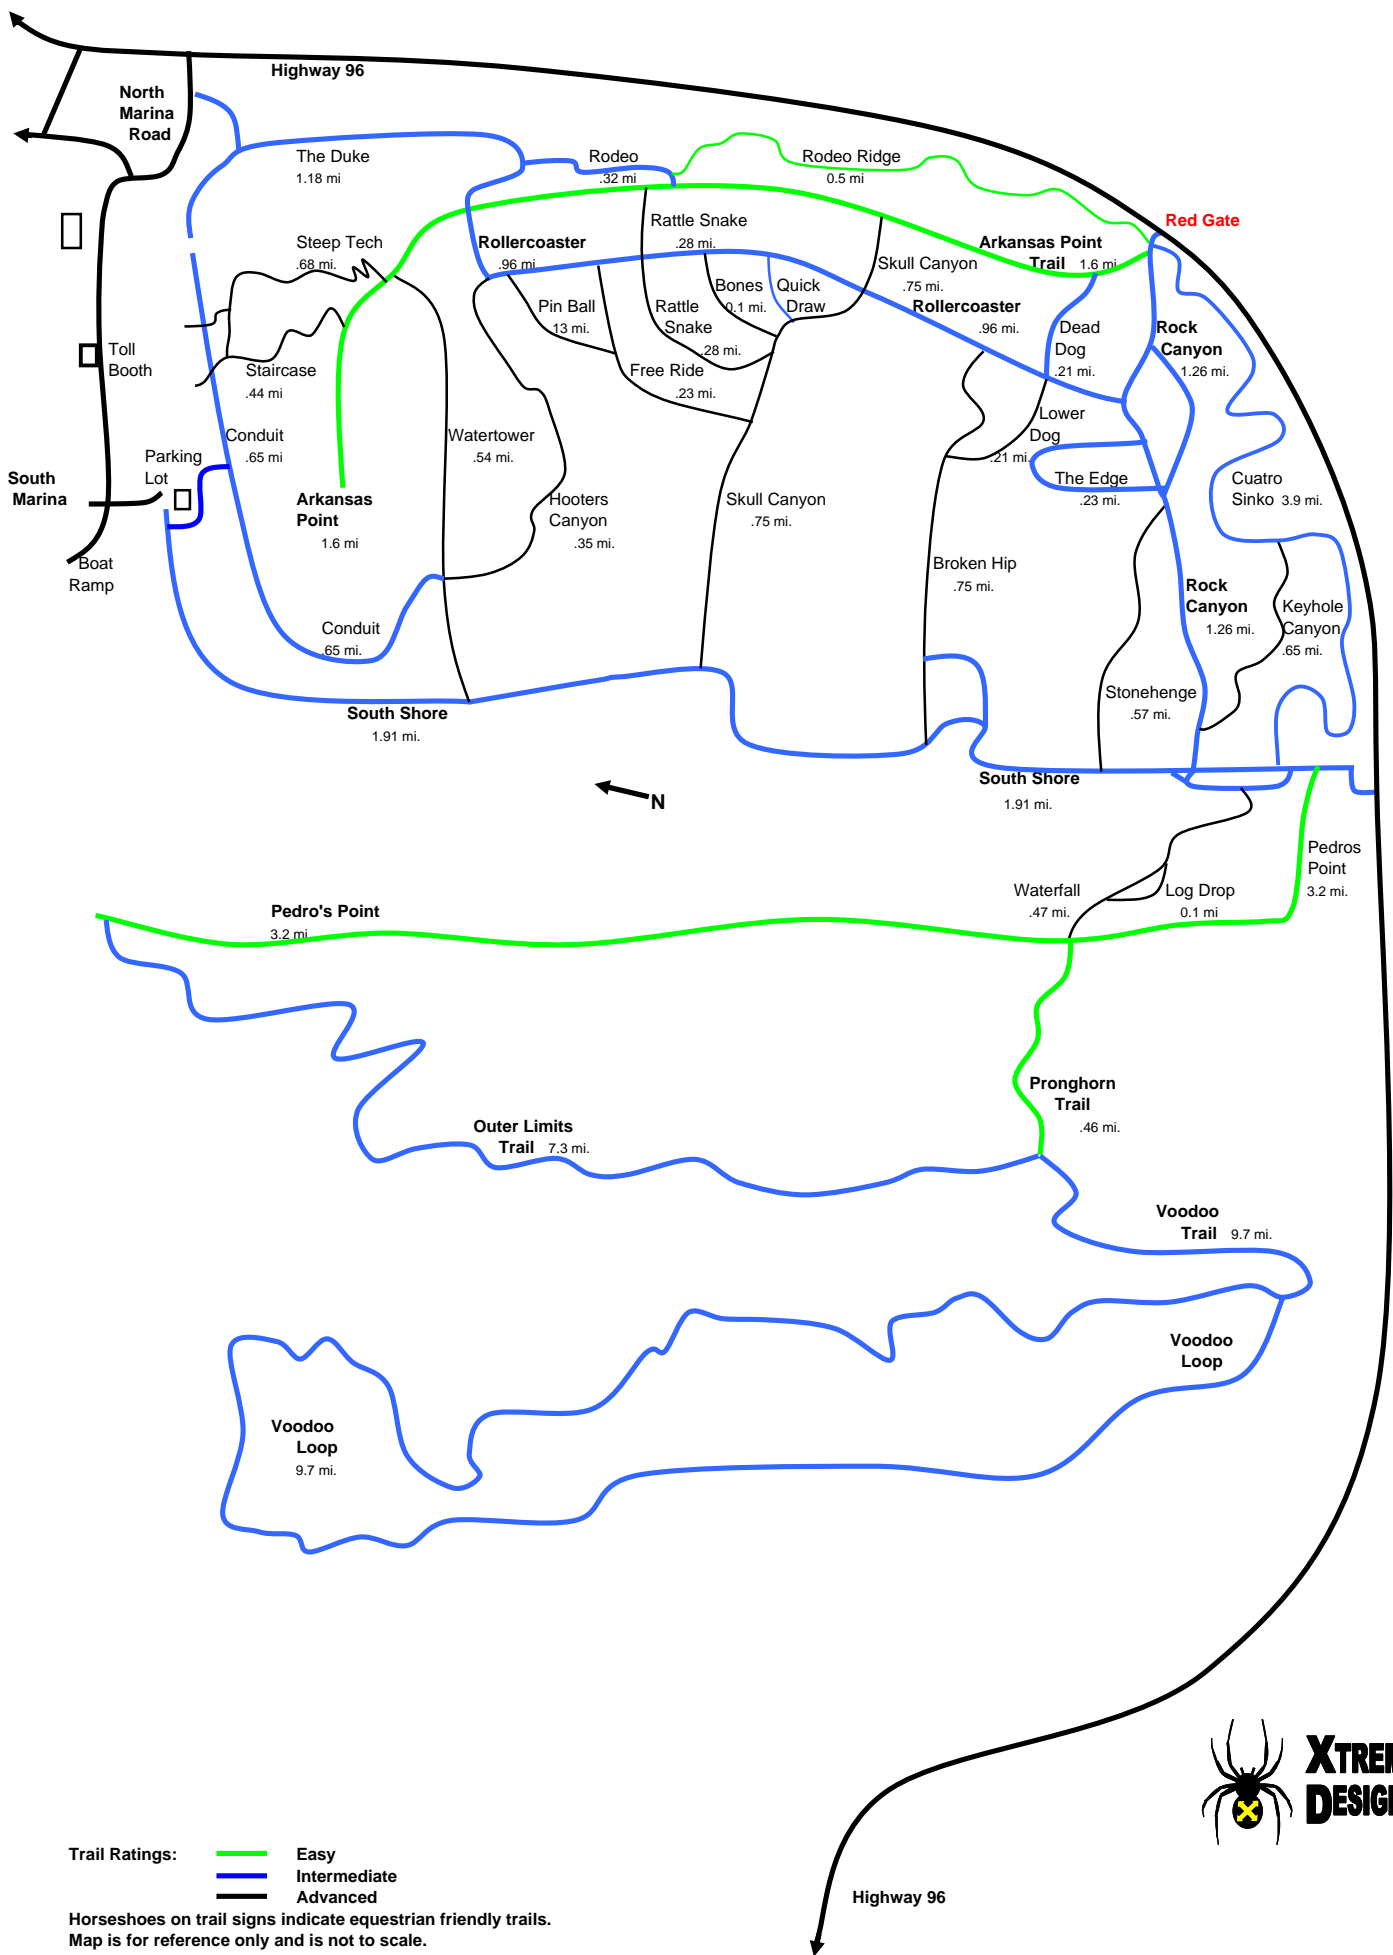 Highway 96
North
Marina
Road
The Duke
1.18 mi
Rodeo
.32 mi
Rodeo Ridge
0.5 mi
Red Gate
Rattle Snake
.28 mi.
Steep Tech
.68 mi.
Rollercoaster
.96 mi
Arkansas Point
Trail 1.6 mi
Skull Canyon
.75 mi.
Bones
0.1 mi.
Quick
Draw
Pin Ball
.13 mi.
Rattle
Snake
.28 mi.
Rollercoaster
.96 mi.
Dead
Dog
.21 mi.
Rock
Canyon
1.26 mi.
Toll
Booth
Staircase
.44 mi
Free Ride
.23 mi.
Lower
Dog
.21 mi.
Conduit
.65 mi
Watertower
.54 mi.
Parking
Lot
South
Marina
Arkansas
Point
1.6 mi
Hooters
Canyon
.35 mi.
Skull Canyon
.75 mi.
The Edge
.23 mi.
Cuatro
Sinko 3.9 mi.
Boat
Ramp
Broken Hip
.75 mi.
Rock
Canyon
1.26 mi.
Keyhole
Canyon
.65 mi.
Conduit
.65 mi.
Stonehenge
.57 mi.
South Shore
1.91 mi.
N
South Shore
1.91 mi.
Pedros
Point
3.2 mi.
Waterfall
.47 mi.
Log Drop
0.1 mi
Pedro's Point
3.2 mi
Pronghorn
Trail
.46 mi.
Outer Limits
Trail 7.3 mi.
Voodoo
Trail 9.7 mi.
Voodoo
Loop
Voodoo
Loop
9.7 mi.
Trail Ratings:
Easy
Intermediate
Advanced
Horseshoes on trail signs indicate equestrian friendly trails.
Map is for reference only and is not to scale.
Highway 96